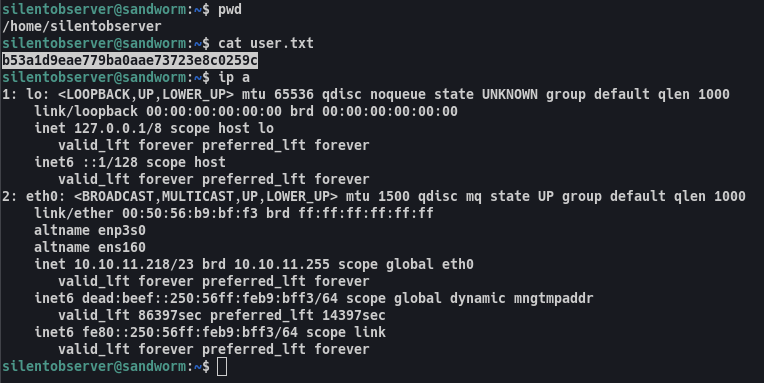 silentobserver@sandworm:~$ pwd
/home/silentobserver
silentobserver@sandworm:~$ cat user.txt
b53a1d9eae779ba0aae73723e8c0259c
silentobserver@sandworm:~$ ip a
1: lo: <LOOPBACK,UP,LOWER_UP> mtu 65536 qdisc noqueue state UNKNOWN group default qlen 1000
    link/loopback 00:00:00:00:00:00 brd 00:00:00:00:00:00
    inet 127.0.0.1/8 scope host lo
       valid_lft forever preferred_lft forever
    inet6 ::1/128 scope host
       valid_lft forever preferred_lft forever
2: eth0: <BROADCAST,MULTICAST,UP,LOWER_UP> mtu 1500 qdisc mq state UP group default qlen 1000
    link/ether 00:50:56:b9:bf:f3 brd ff:ff:ff:ff:ff:ff
    altname enp3s0
    altname ens160
    inet 10.10.11.218/23 brd 10.10.11.255 scope global eth0
       valid_lft forever preferred_lft forever
    inet6 dead:beef::250:56ff:feb9:bff3/64 scope global dynamic mngtmpaddr
       valid_lft 86397sec preferred_lft 14397sec
    inet6 fe80::250:56ff:feb9:bff3/64 scope link
       valid_lft forever preferred_lft forever
silentobserver@sandworm:~$